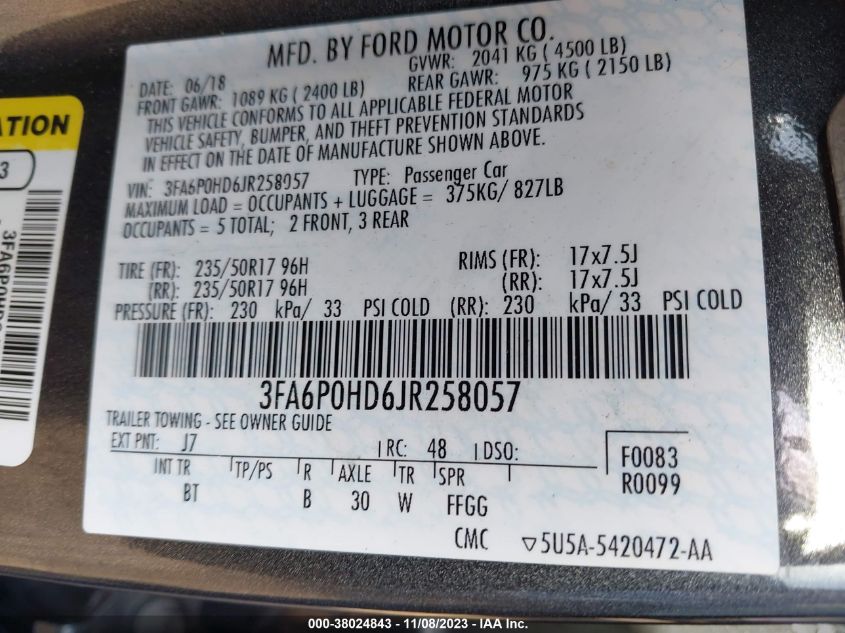 MFD. BY FORD MOTOR CO.
DATE: 06/18
GVWR: 2041 KG ( 4500 LB)
FRONT GAWR: 1089 KG ( 2400 LB)
REAR GAWR: 975 KG ( 2150 LB)
THIS VEHICLE CONFORMS TO ALL APPLICABLE FEDERAL MOTOR
VEHICLE SAFETY, BUMPER, AND THEFT PREVENTION STANDARDS
IN EFFECT ON THE DATE OF MANUFACTURE SHOWN ABOVE.
VIN: 3FA6P0HD6JR258057 TYPE: Passenger Car
MAXIMUM LOAD = OCCUPANTS + LUGGAGE = 375KG/ 827LB
OCCUPANTS = 5 TOTAL; 2 FRONT, 3 REAR
TIRE (FR): 235/50R17 96H RIMS (FR): 17x7.5J
(RR): 235/50R17 96H (RR): 17x7.5J
PRESSURE (FR): 230 kPa/ 33 PSI COLD (RR): 230 kPa/ 33 PSI COLD
3FA6P0HD6JR258057
TRAILER TOWING - SEE OWNER GUIDE
EXT PNT: J7 RC: 48 DSO:
INT TR TP/PS R AXLE TR SPR
BT B 30 W FFGG
F0083
R0099
CMC ▽5U5A-5420472-AA
ATION
3
000-38024843 - 11/08/2023 - IAA Inc.